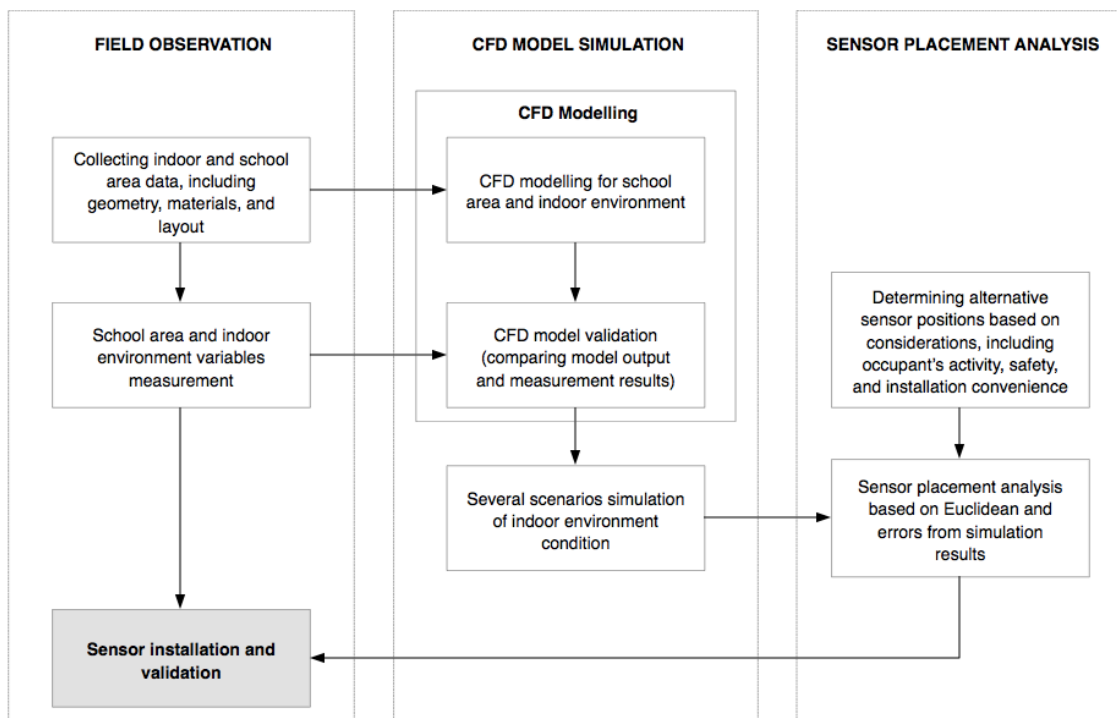 FIELD OBSERVATION
Collecting indoor and school
area data, including
geometry, materials, and
layout
School area and indoor
environment variables
measurement
Sensor installation and
validation
CFD MODEL SIMULATION
CFD Modelling
CFD modelling for school
area and indoor environment
CFD model validation
(comparing model output
and measurement results)
Several scenarios simulation
of indoor environment
condition
SENSOR PLACEMENT ANALYSIS
Determining alternative
sensor positions based on
considerations, including
occupant's activity, safety,
and installation convenience
Sensor placement analysis
based on Euclidean and
errors from simulation
results